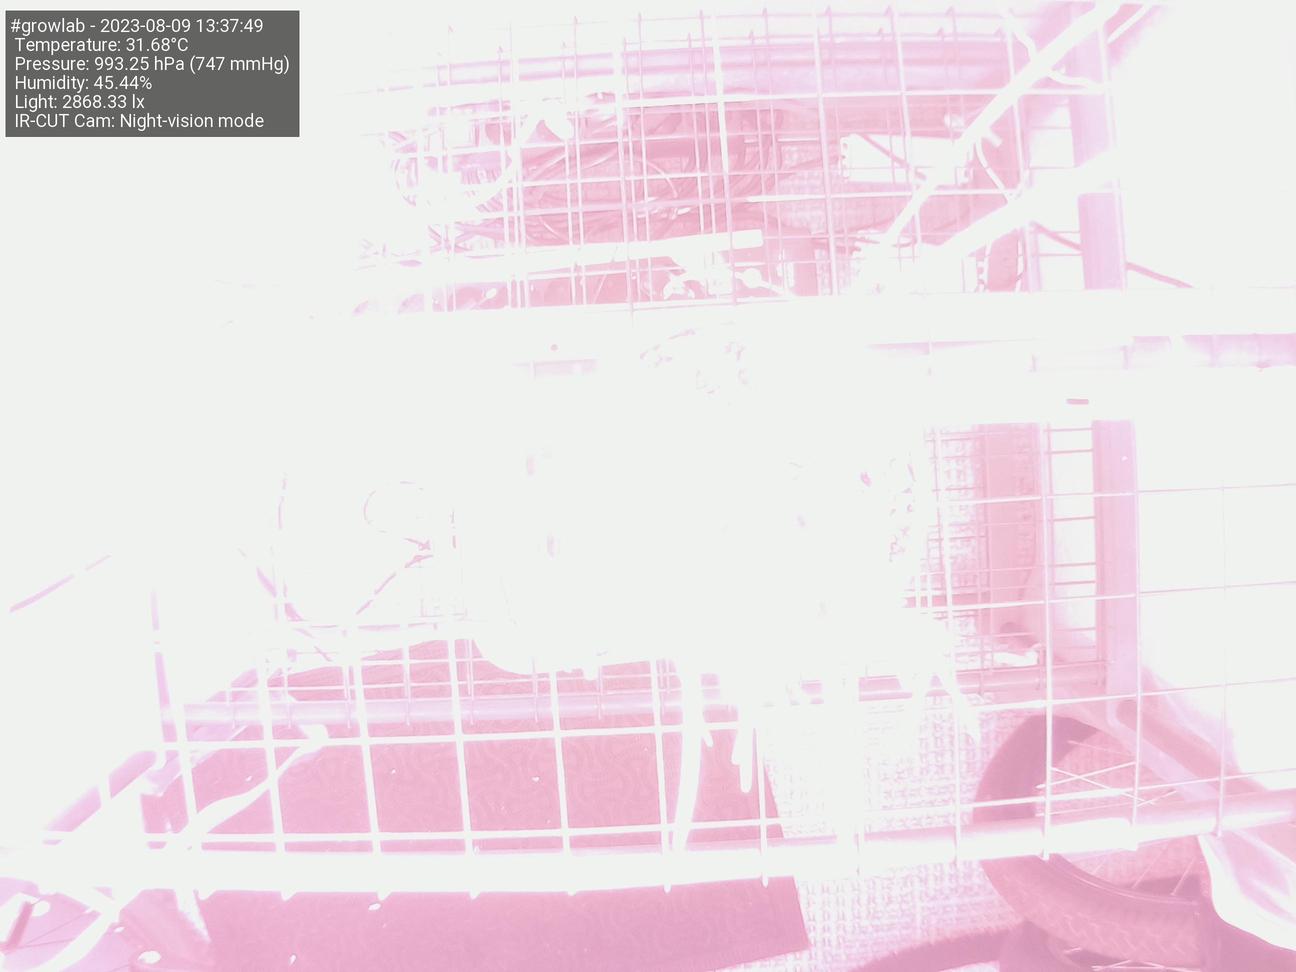 #growlab - 2023-08-09 13:37:49
Temperature: 31.68°C
Pressure: 993.25 hPa (747 mmHg)
Humidity: 45.44%
Light: 2868.33 lx
IR-CUT Cam: Night-vision mode